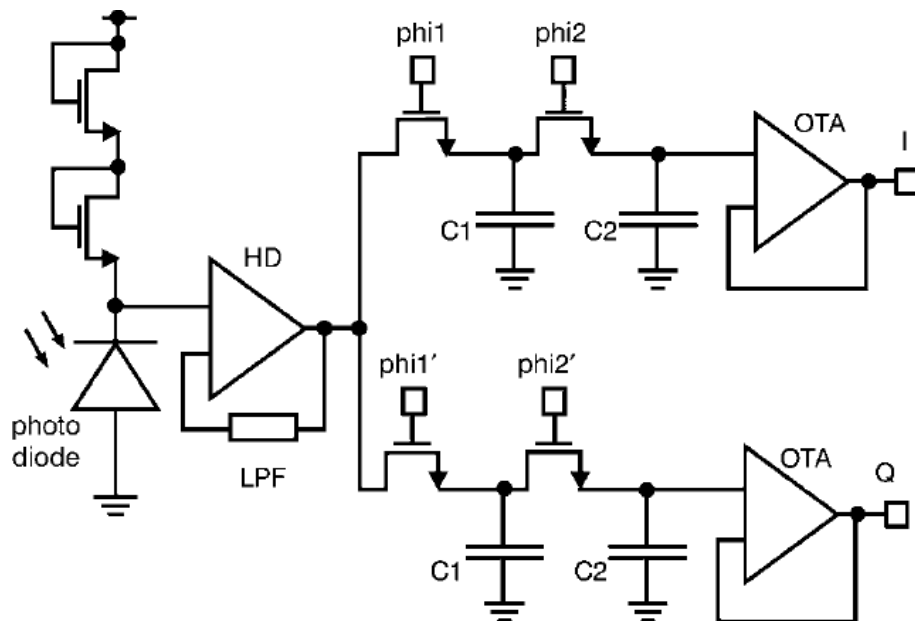 phi1
phi2
OTA
I
C1
C2
HD
photo
diode
LPF
phi1′
phi2′
OTA
Q
C1
C2